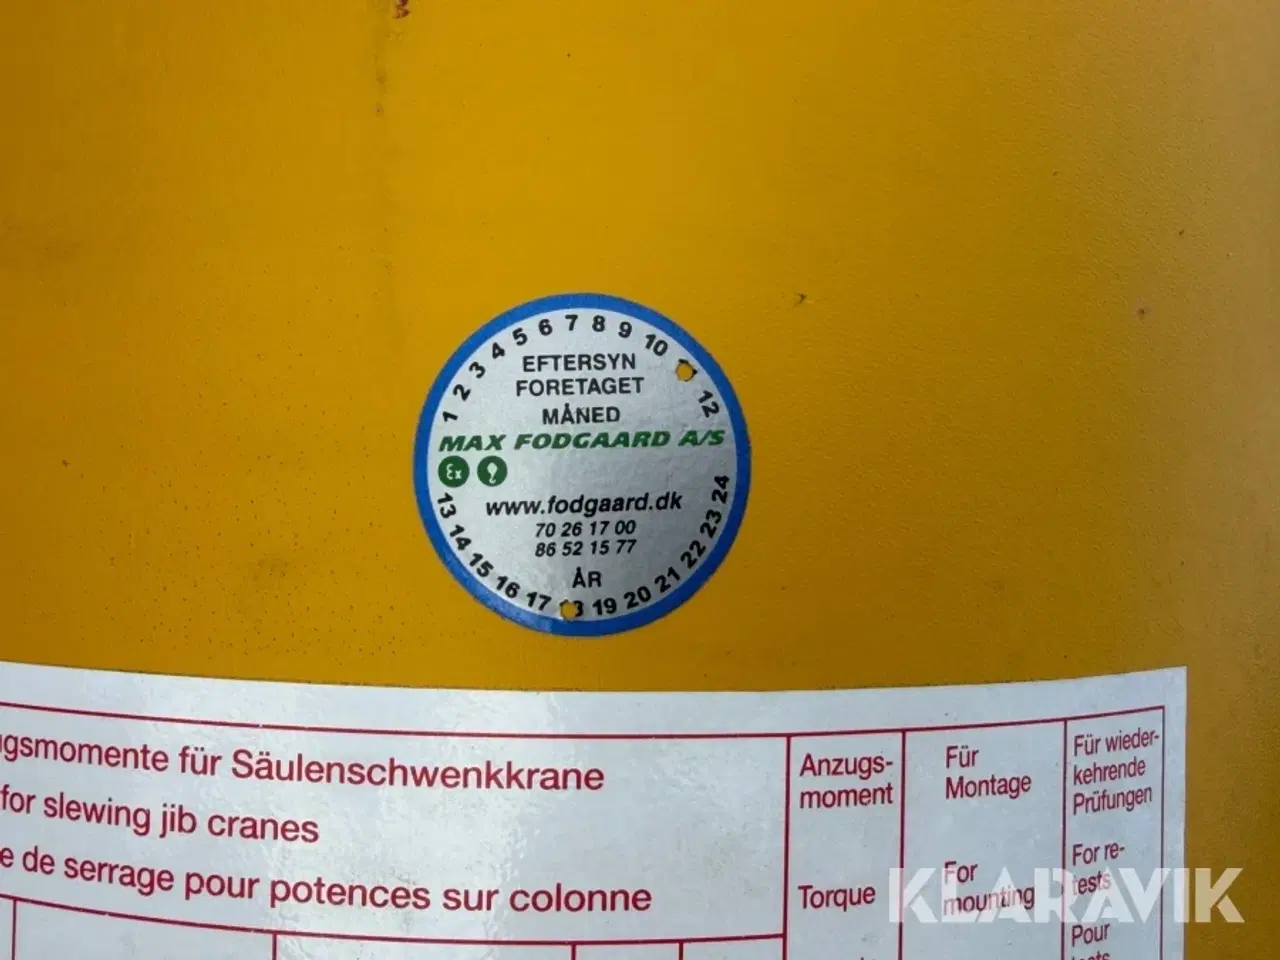 1 2 3 4 5 6 7 8 9 10 12
EFTERSYN
FORETAGET
MÅNED
MAX FODGAARD A/S
Ex
www.fodgaard.dk
70 26 17 00
86 52 15 77
ÅR
13 14 15 16 17 18 19 20 21 22 23 24
für Säulenschwenkkrane
for slewing jib cranes
de serrage pour potences sur colonne
Anzugs-
moment
Torque
Für
Montage
For
mounting
Für wieder-
kehrende
Prüfungen
For re-
tests
Pour
KLARAVIK